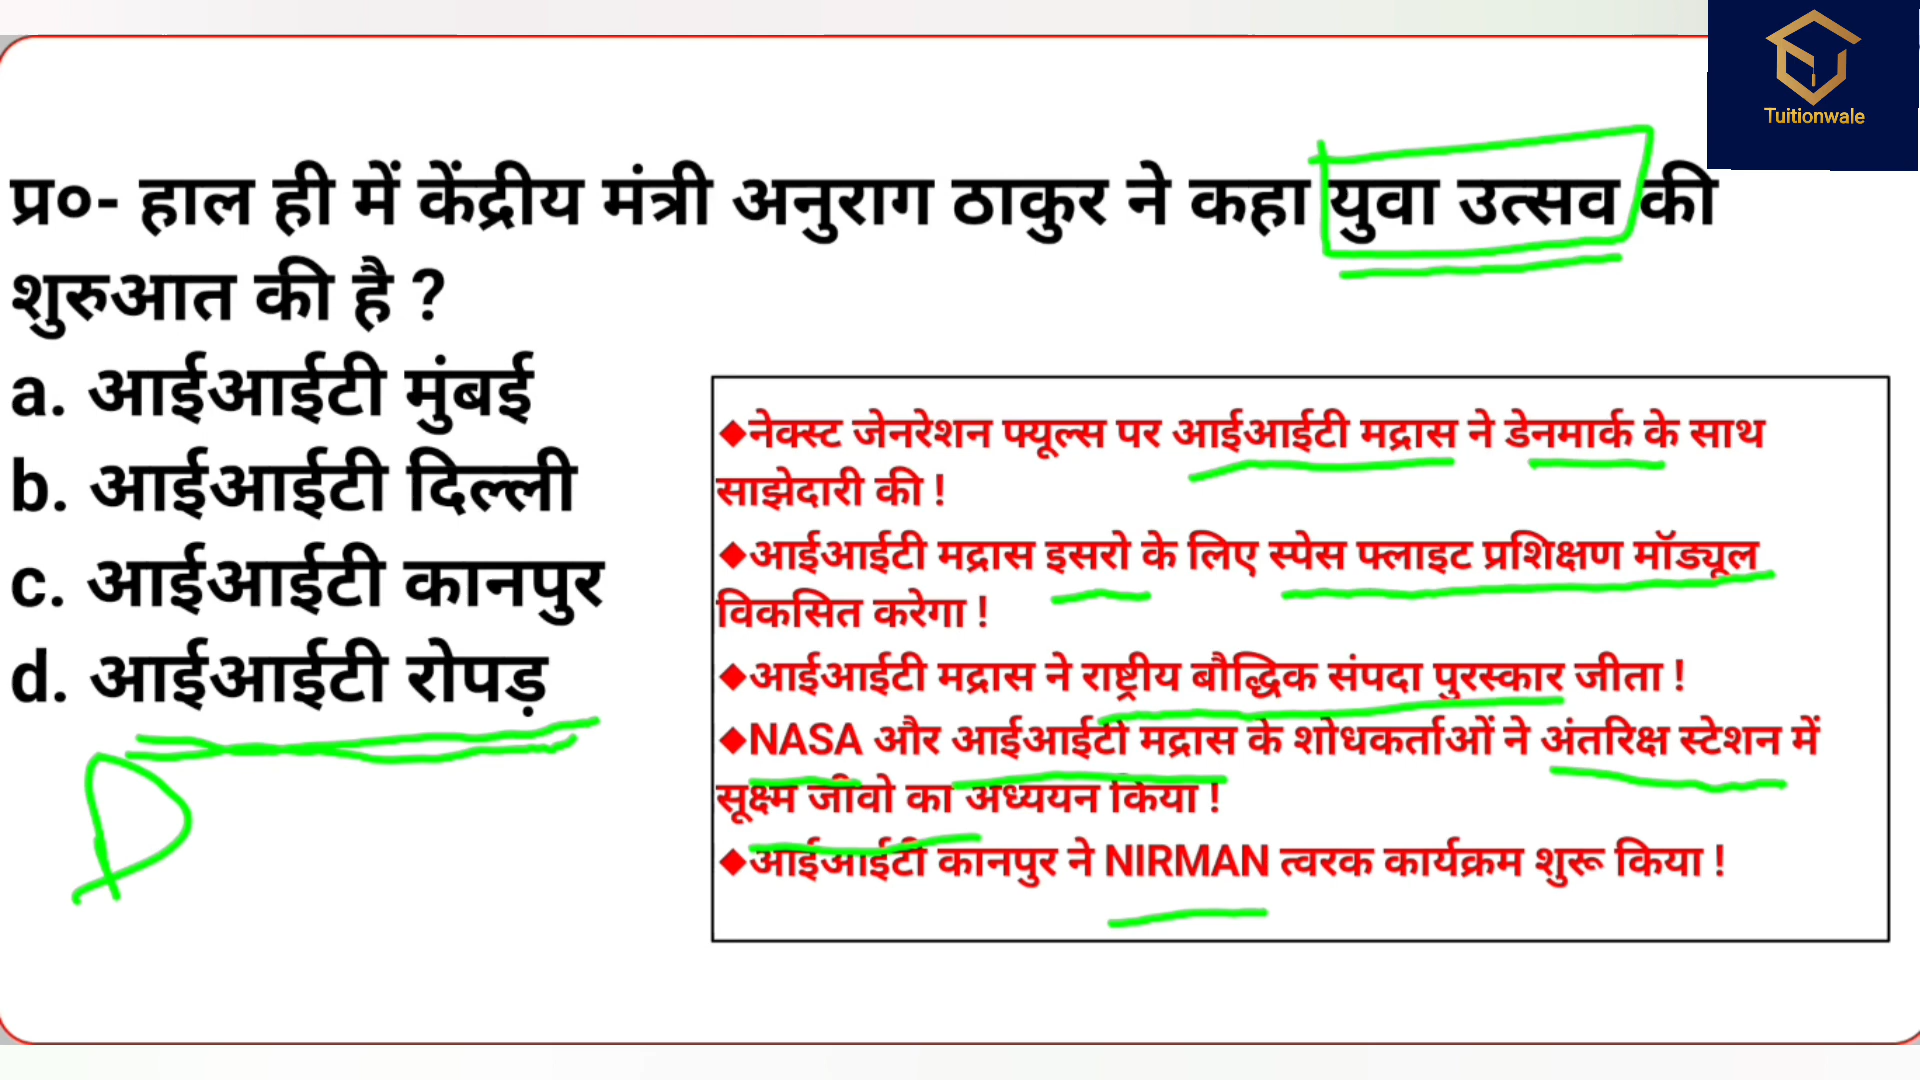 Tuitionwale
प्र०- हाल ही में केंद्रीय मंत्री अनुराग ठाकुर ने कहा युवा उत्सव की
शुरुआत की है ?
a. आईआईटी मुंबई
b. आईआईटी दिल्ली
c. आईआईटी कानपुर
d. आईआईटी रोपड़
D
◆नेक्स्ट जेनरेशन फ्यूल्स पर आईआईटी मद्रास ने डेनमार्क के साथ
साझेदारी की !
◆आईआईटी मद्रास इसरो के लिए स्पेस फ्लाइट प्रशिक्षण मॉड्यूल
विकसित करेगा !
◆आईआईटी मद्रास ने राष्ट्रीय बौद्धिक संपदा पुरस्कार जीता !
◆NASA और आईआईटी मद्रास के शोधकर्ताओं ने अंतरिक्ष स्टेशन में
सूक्ष्म जीवो का अध्ययन किया !
◆आईआईटी कानपुर ने NIRMAN त्वरक कार्यक्रम शुरू किया !